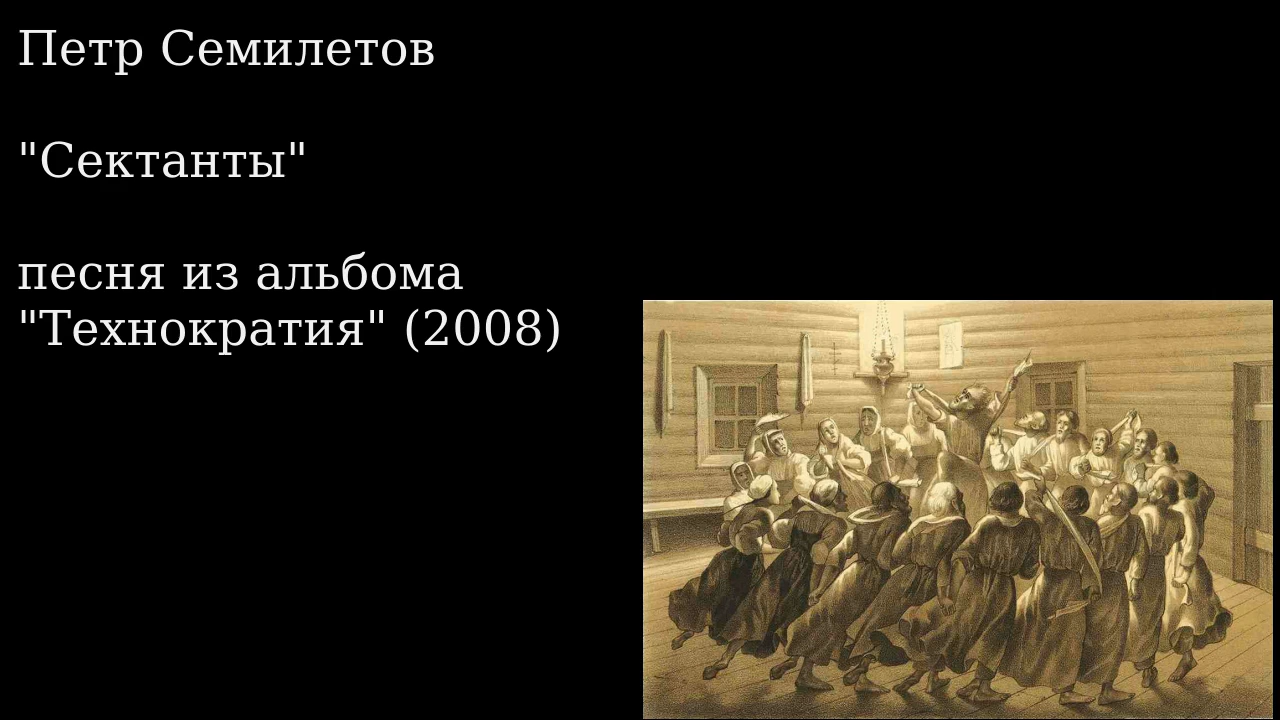 Петр Семилетов
"Сектанты"
песня из альбома
"Технократия" (2008)